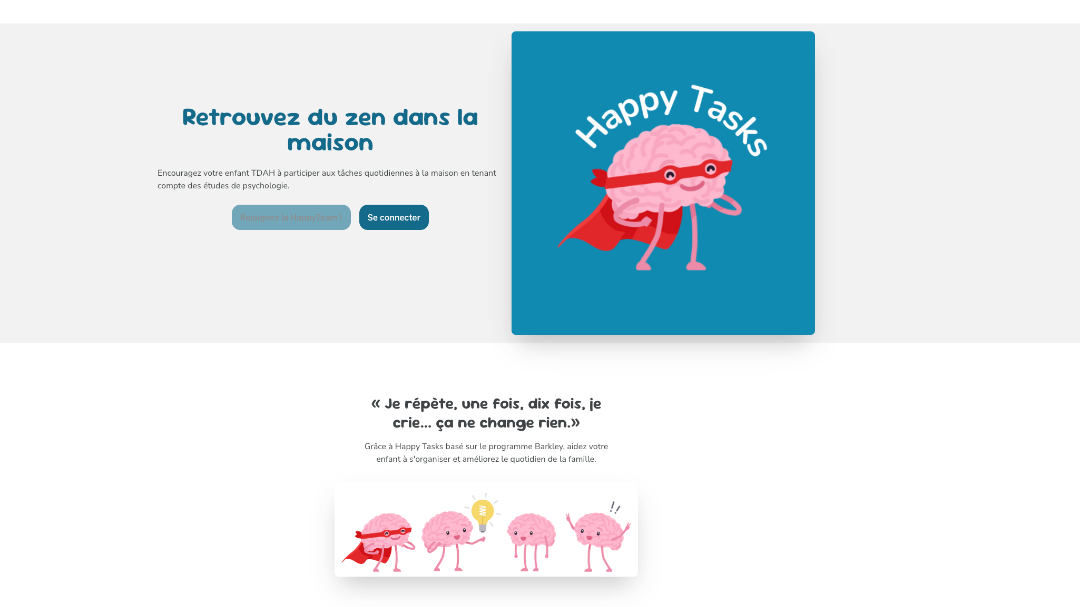 Happy Tasks
Retrouvez du zen dans la
maison
Encouragez votre enfant TDAH à participer aux tâches quotidiennes à la maison en tenant
compte des études de psychologie.
Rejoignez la HappyTeam !
Se connecter
« Je répète, une fois, dix fois, je
crie... ça ne change rien.»
Grâce à Happy Tasks basé sur le programme Barkley, aidez votre
enfant à s'organiser et améliorez le quotidien de la famille.
!!